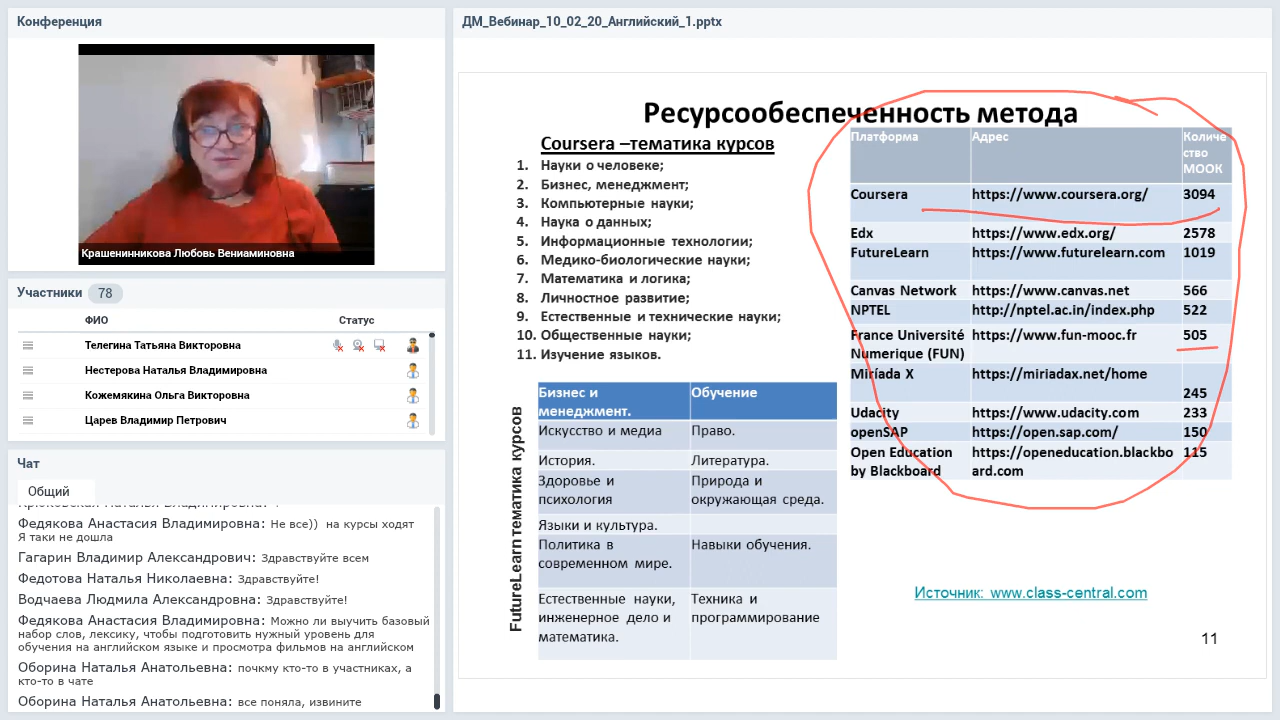 Конференция
Крашенинникова Любовь Вениаминовна
Участники 78
ФИО Статус
Телегина Татьяна Викторовна
Нестерова Наталья Владимировна
Кожемякина Ольга Викторовна
Царев Владимир Петрович
Чат
Общий
Федякова Анастасия Владимировна: Не все)) на курсы ходят
Я таки не дошла
Гагарин Владимир Александрович: Здравствуйте всем
Федотова Наталья Николаевна: Здравствуйте!
Водчаева Людмила Александровна: Здравствуйте!
Федякова Анастасия Владимировна: Можно ли выучить базовый
набор слов, лексику, чтобы подготовить нужный уровень для
обучения на английском языке и просмотра фильмов на английском
Оборина Наталья Анатольевна: почкму кто-то в участниках, а
кто-то в чате
Оборина Наталья Анатольевна: все поняла, извините
ДМ_Вебинар_10_02_20_Английский_1.pptx
Ресурсообеспеченность метода
Coursera –тематика курсов
1. Науки о человеке;
2. Бизнес, менеджмент;
3. Компьютерные науки;
4. Наука о данных;
5. Информационные технологии;
6. Медико-биологические науки;
7. Математика и логика;
8. Личностное развитие;
9. Естественные и технические науки;
10. Общественные науки;
11. Изучение языков.
FutureLearn тематика курсов
Бизнес и Обучение
менеджмент.
Искусство и медиа Право.
История. Литература.
Здоровье и Природа и
психология окружающая среда.
Языки и культура.
Политика в Навыки обучения.
современном мире.
Естественные науки, Техника и
инженерное дело и программирование
математика.
Платформа Адрес Количе
ство
МООК
Coursera https://www.coursera.org/ 3094
Edx https://www.edx.org/ 2578
FutureLearn https://www.futurelearn.com 1019
Canvas Network https://www.canvas.net 566
NPTEL http://nptel.ac.in/index.php 522
France Université https://www.fun-mooc.fr 505
Numerique (FUN)
Miríada X https://miriadax.net/home
245
Udacity https://www.udacity.com 233
openSAP https://open.sap.com/ 150
Open Education https://openeducation.blackbo 115
by Blackboard ard.com
Источник: www.class-central.com
11